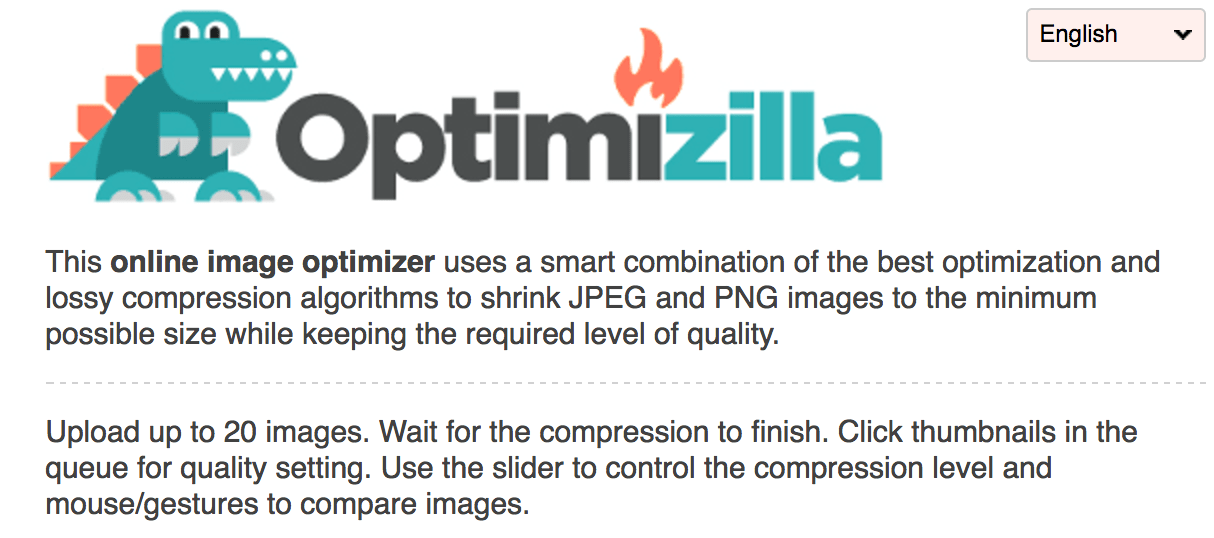 English
Optimizilla
This online image optimizer uses a smart combination of the best optimization and
lossy compression algorithms to shrink JPEG and PNG images to the minimum
possible size while keeping the required level of quality.
Upload up to 20 images. Wait for the compression to finish. Click thumbnails in the
queue for quality setting. Use the slider to control the compression level and
mouse/gestures to compare images.